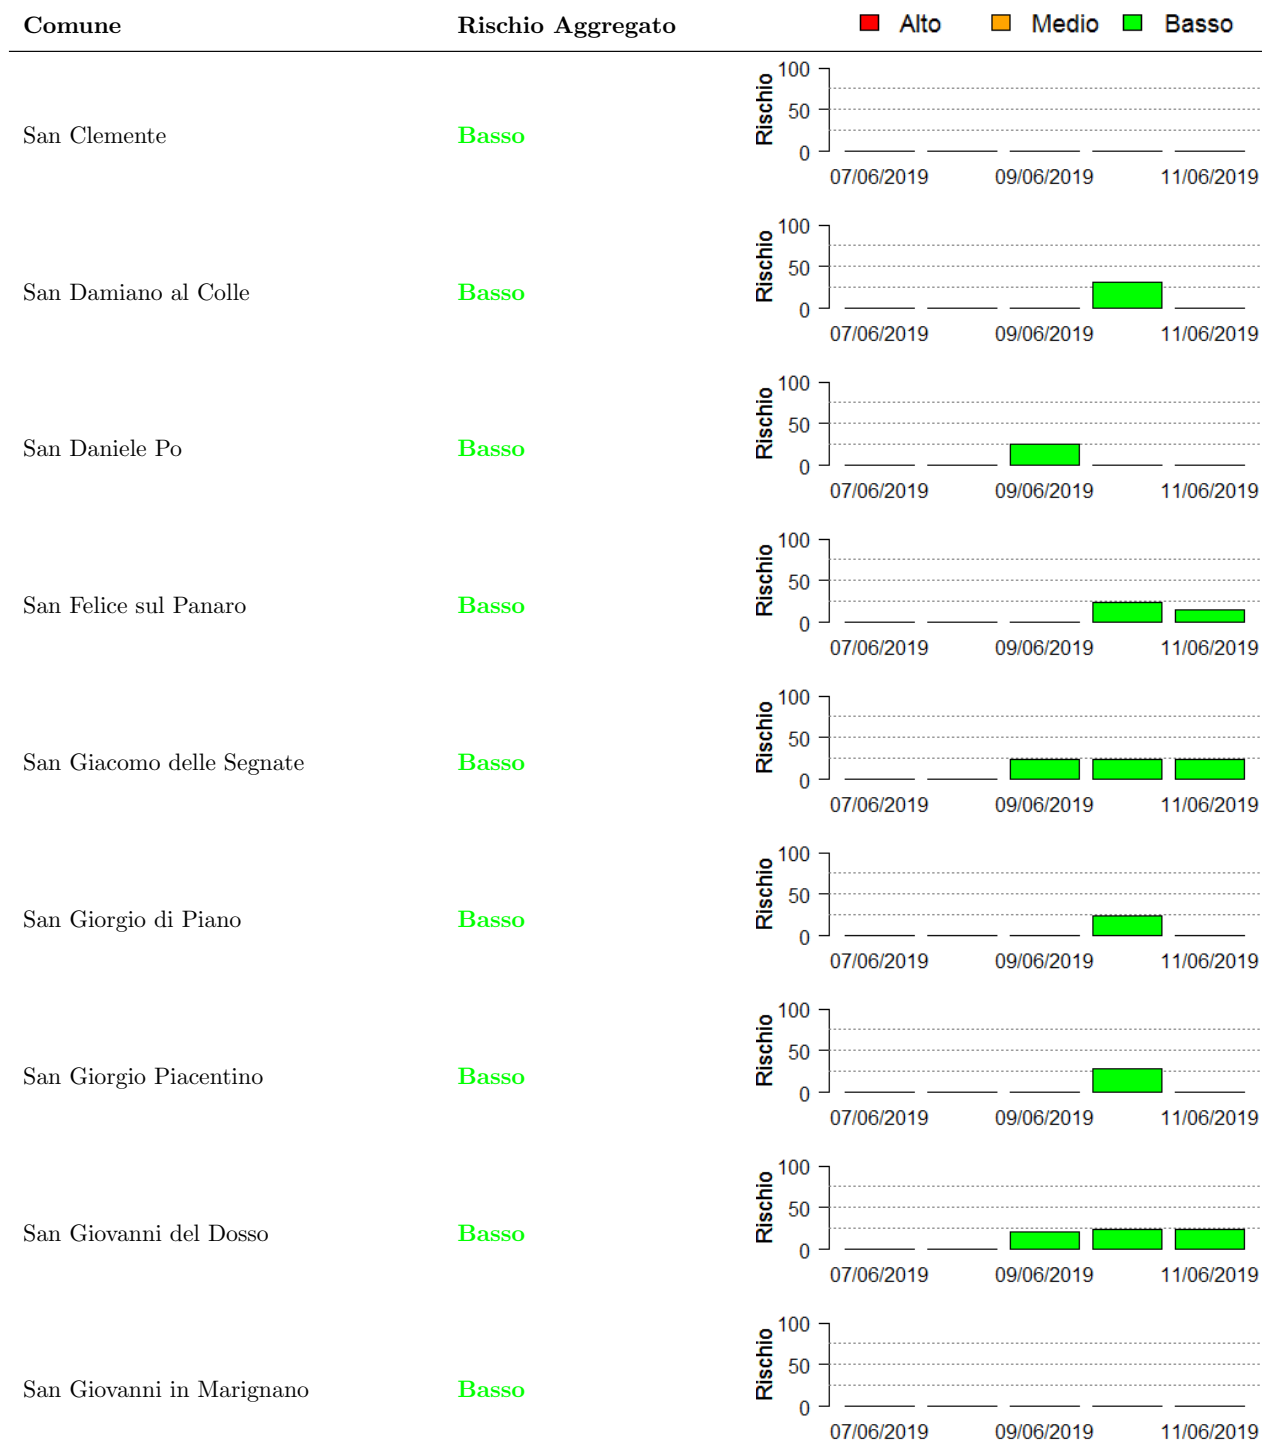 Comune Rischio Aggregato Alto Medio Basso
San Clemente Basso
Rischio
100
50
0
07/06/2019 09/06/2019 11/06/2019
San Damiano al Colle Basso
Rischio
100
50
0
07/06/2019 09/06/2019 11/06/2019
San Daniele Po Basso
Rischio
100
50
0
07/06/2019 09/06/2019 11/06/2019
San Felice sul Panaro Basso
Rischio
100
50
0
07/06/2019 09/06/2019 11/06/2019
San Giacomo delle Segnate Basso
Rischio
100
50
0
07/06/2019 09/06/2019 11/06/2019
San Giorgio di Piano Basso
Rischio
100
50
0
07/06/2019 09/06/2019 11/06/2019
San Giorgio Piacentino Basso
Rischio
100
50
0
07/06/2019 09/06/2019 11/06/2019
San Giovanni del Dosso Basso
Rischio
100
50
0
07/06/2019 09/06/2019 11/06/2019
San Giovanni in Marignano Basso
Rischio
100
50
0
07/06/2019 09/06/2019 11/06/2019